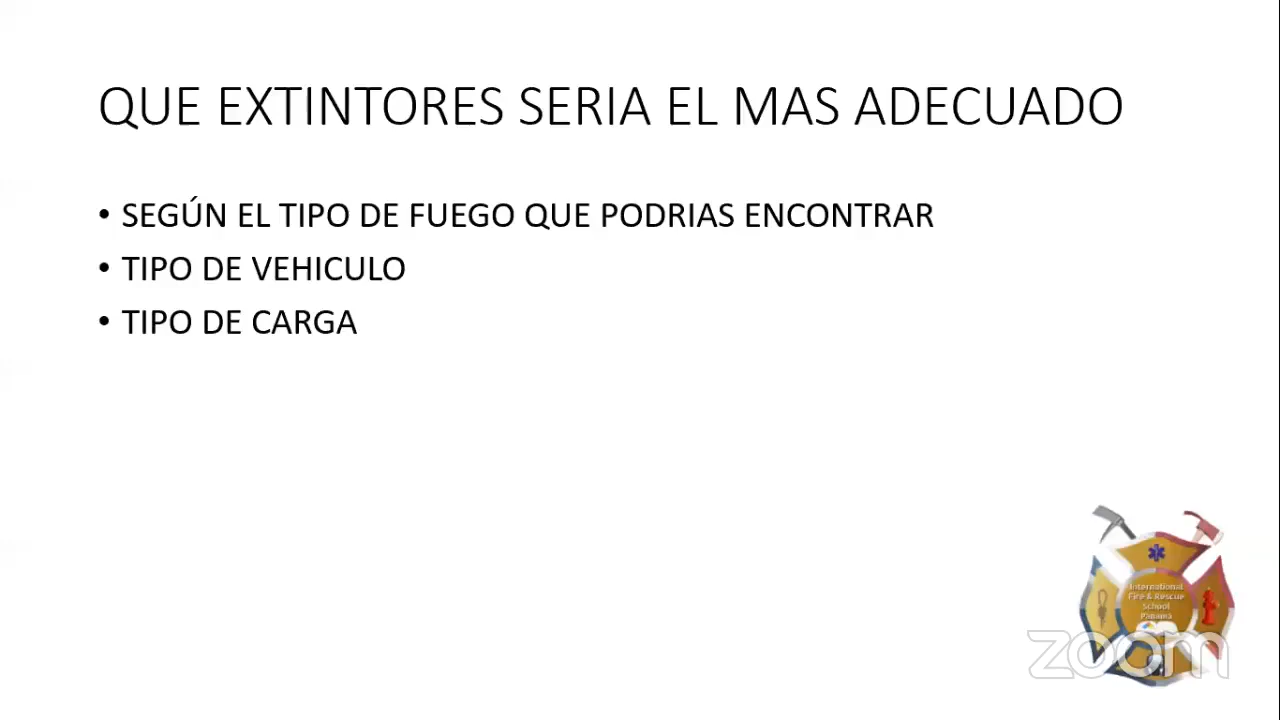 QUE EXTINTORES SERIA EL MAS ADECUADO
• SEGÚN EL TIPO DE FUEGO QUE PODRIAS ENCONTRAR
• TIPO DE VEHICULO
• TIPO DE CARGA
International
Fire & Rescue
School
Panama
zoom